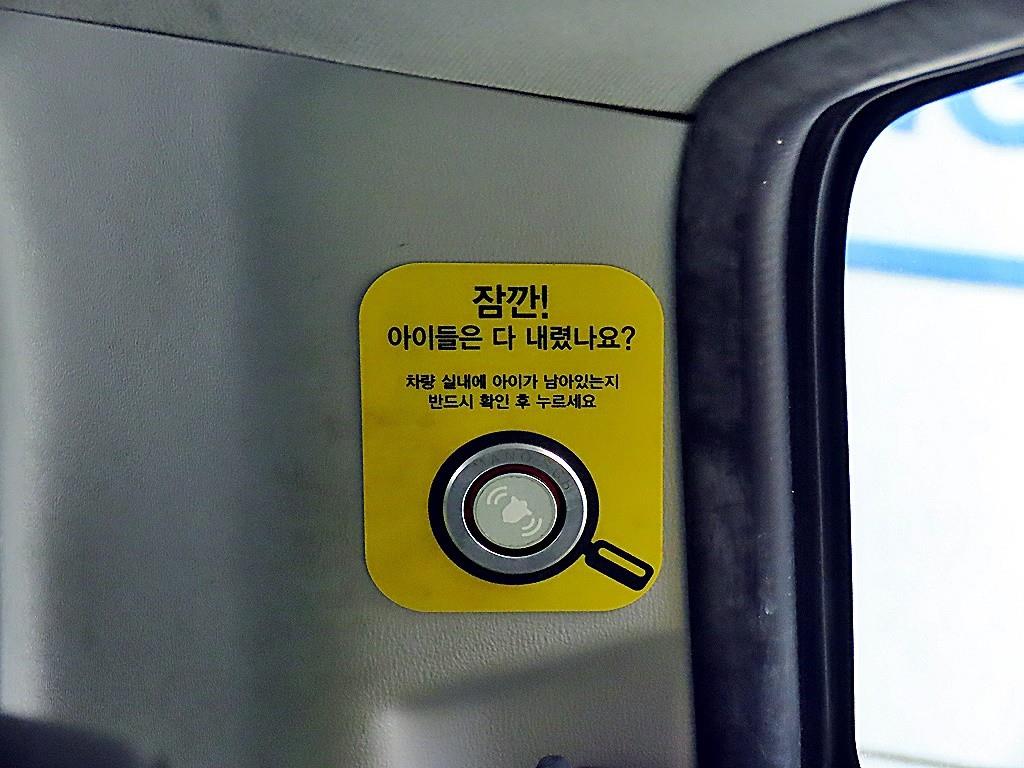 잠깐!
아이들은 다 내렸나요?
차량 실내에 아이가 남아있는지
반드시 확인 후 누르세요